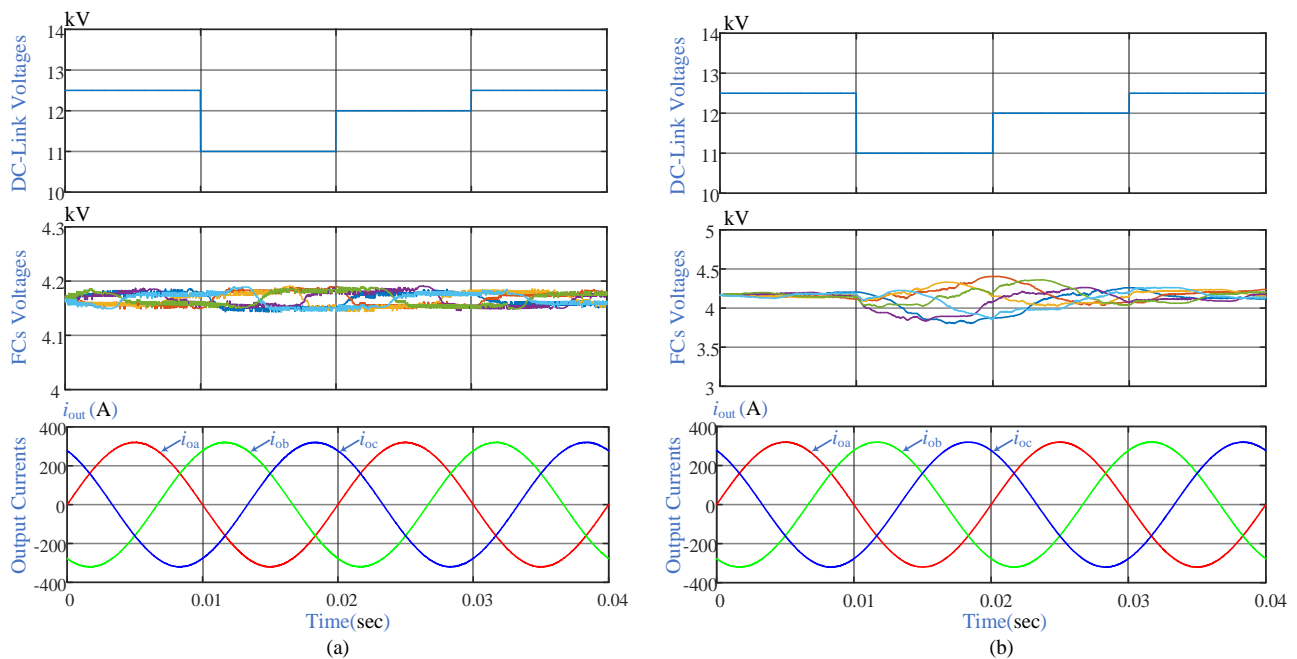 kV
14
13
12
11
10
DC-Link Voltages
kV
4.3
4.2
4.1
4
FCs Voltages
iout (A)
400
200
0
-200
-400
Output Currents
ioa
iob
ioc
0 0.01 0.02 0.03 0.04
Time(sec)
(a)
kV
14
13
12
11
10
DC-Link Voltages
kV
5
4.5
4
3.5
3
FCs Voltages
iout (A)
400
200
0
-200
-400
Output Currents
ioa
iob
ioc
0 0.01 0.02 0.03 0.04
Time(sec)
(b)